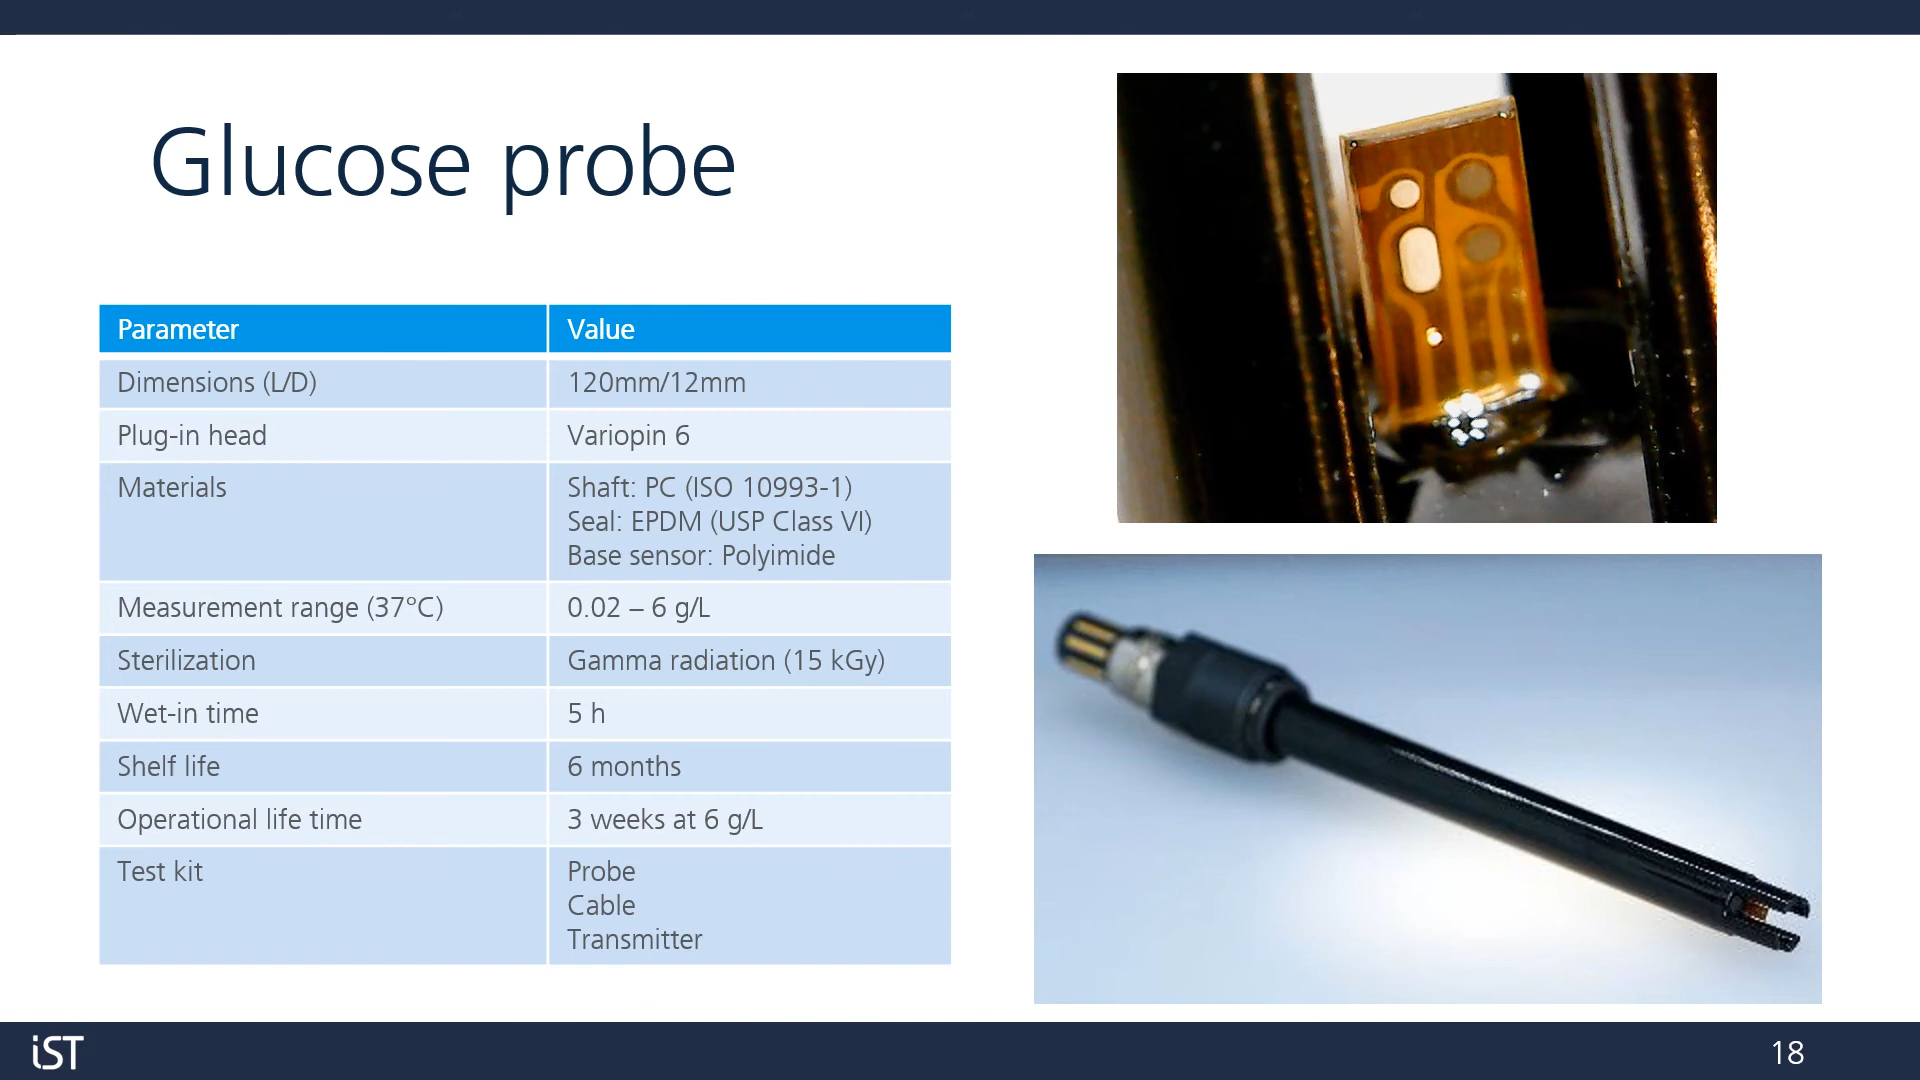 Glucose probe
Parameter Value
Dimensions (L/D) 120mm/12mm
Plug-in head Variopin 6
Materials Shaft: PC (ISO 10993-1)
Seal: EPDM (USP Class VI)
Base sensor: Polyimide
Measurement range (37°C) 0.02 – 6 g/L
Sterilization Gamma radiation (15 kGy)
Wet-in time 5 h
Shelf life 6 months
Operational life time 3 weeks at 6 g/L
Test kit Probe
Cable
Transmitter
iST
18